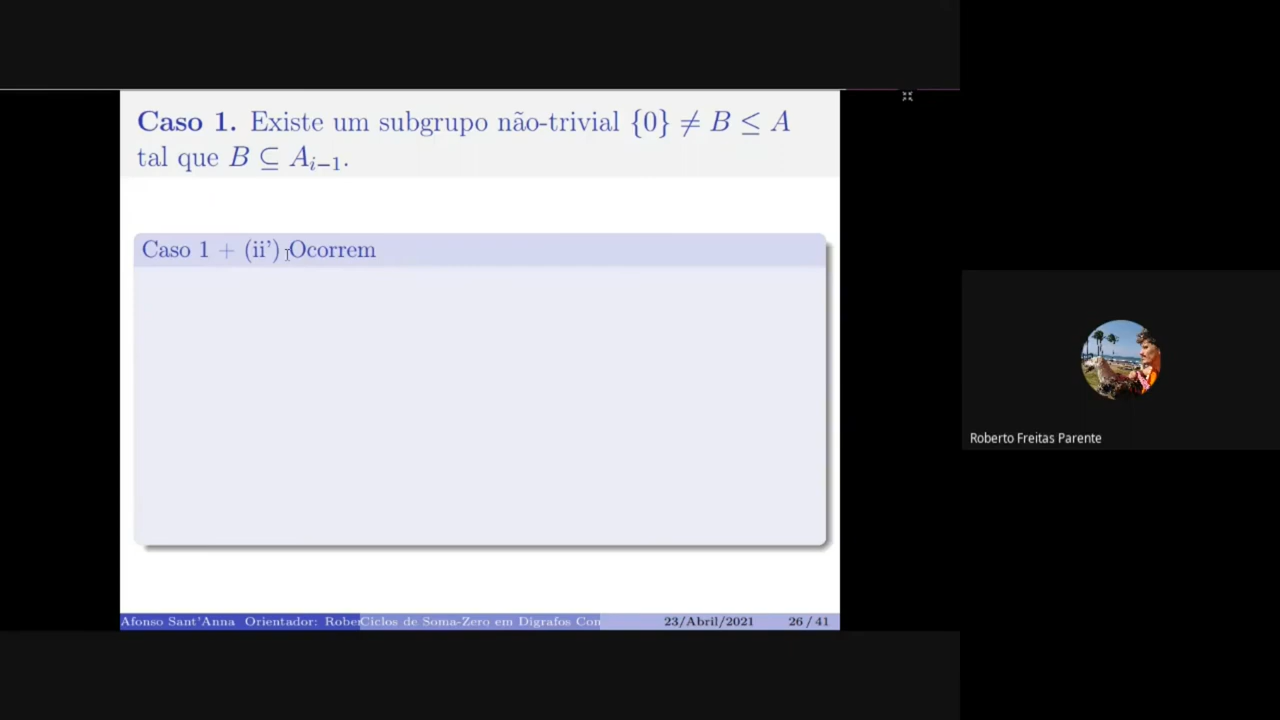 Caso 1. Existe um subgrupo não-trivial {0} ≠ B ≤ A
tal que B ⊆ Aᵢ₋₁.
Caso 1 + (ii') Ocorrem
Roberto Freitas Parente
Afonso Sant'Anna Orientador: Rober
Ciclos de Soma-Zero em Digrafos Con
23/Abril/2021
26 / 41